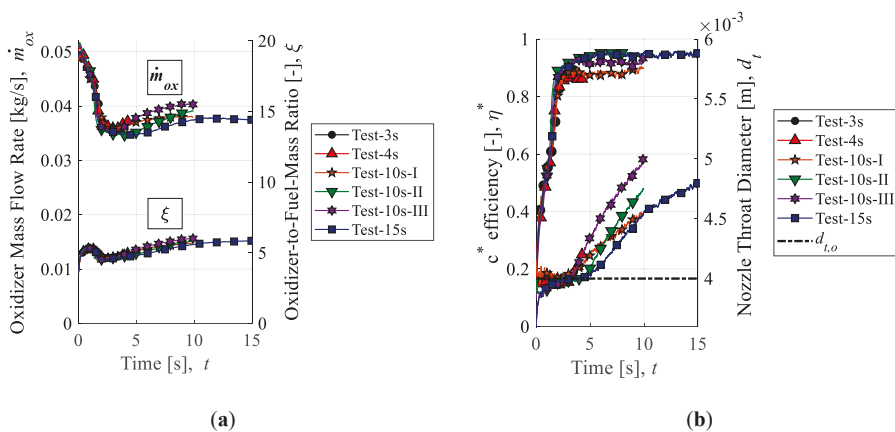 Oxidizer Mass Flow Rate [kg/s], ṁ_ox
0.05
0.04
0.03
0.02
0.01
0
20
15
10
5
0
Oxidizer-to-Fuel-Mass Ratio [-], ξ
ṁ_ox
ξ
0 5 10 15
Time [s], t
Test-3s
Test-4s
Test-10s-I
Test-10s-II
Test-10s-III
Test-15s
(a)
c* efficiency [-], η*
1
0.8
0.6
0.4
0.2
0
×10⁻³
6
5.5
5
4.5
4
Nozzle Throat Diameter [m], d_t
0 5 10 15
Time [s], t
Test-3s
Test-4s
Test-10s-I
Test-10s-II
Test-10s-III
Test-15s
d_t,o
(b)